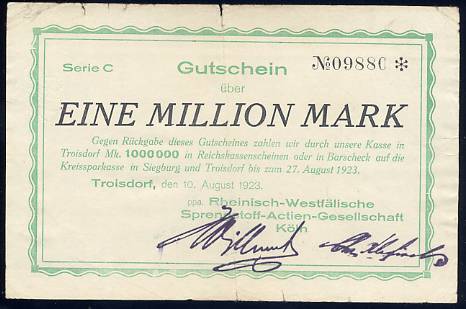 Serie C Gutschein №09886 *
über
EINE MILLION MARK
Gegen Rückgabe dieses Gutscheines zahlen wir durch unsere Kasse in
Troisdorf Mk. 1000000 in Reichskassenscheinen oder in Barscheck auf die
Kreissparkasse in Siegburg und Troisdorf bis zum 27. August 1923.
Troisdorf, den 10. August 1923.
ppa. Rheinisch-Westfälische
Sprengstoff-Actien-Gesellschaft
Köln